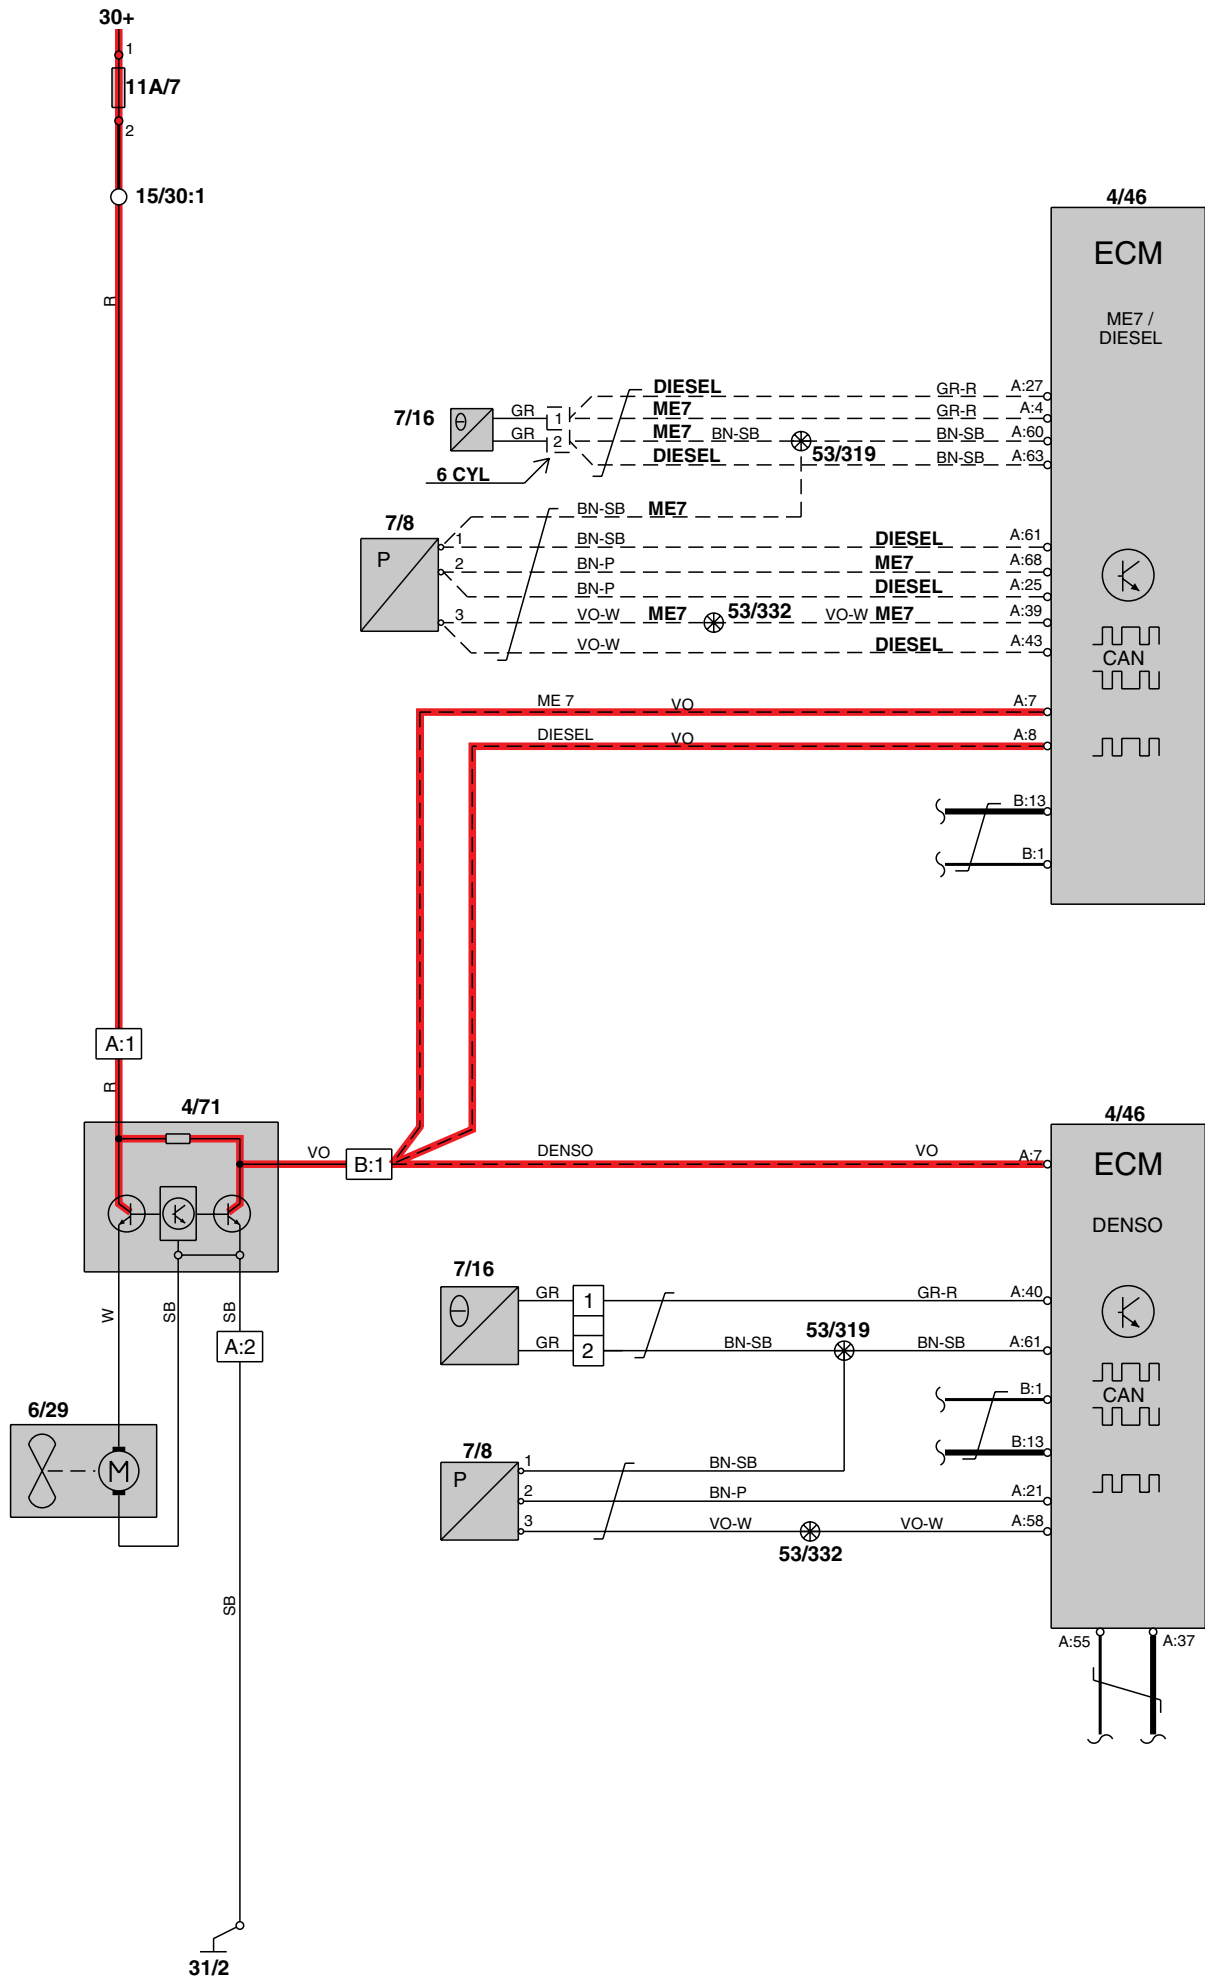 30+
1
11A/7
2
15/30:1
R
4/46
ECM
ME7 /
DIESEL
DIESEL GR-R A:27
7/16 GR 1 ME7 GR-R A:4
GR 2 ME7 BN-SB BN-SB A:60
53/319
DIESEL BN-SB A:63
6 CYL
BN-SB ME7
7/8
P
1 BN-SB DIESEL A:61
2 BN-P ME7 A:68
BN-P DIESEL A:25
3 VO-W ME7 53/332 VO-W ME7 A:39
VO-W DIESEL A:43
CAN
ME 7 VO A:7
DIESEL VO A:8
B:13
B:1
A:1
R
4/71
VO B:1 DENSO VO A:7
4/46
ECM
DENSO
7/16
GR 1 GR-R A:40
GR 2 BN-SB 53/319 BN-SB A:61
W SB SB
A:2
B:1
CAN
B:13
6/29
M
7/8
P
1 BN-SB
2 BN-P A:21
3 VO-W VO-W A:58
53/332
SB
A:55 A:37
31/2